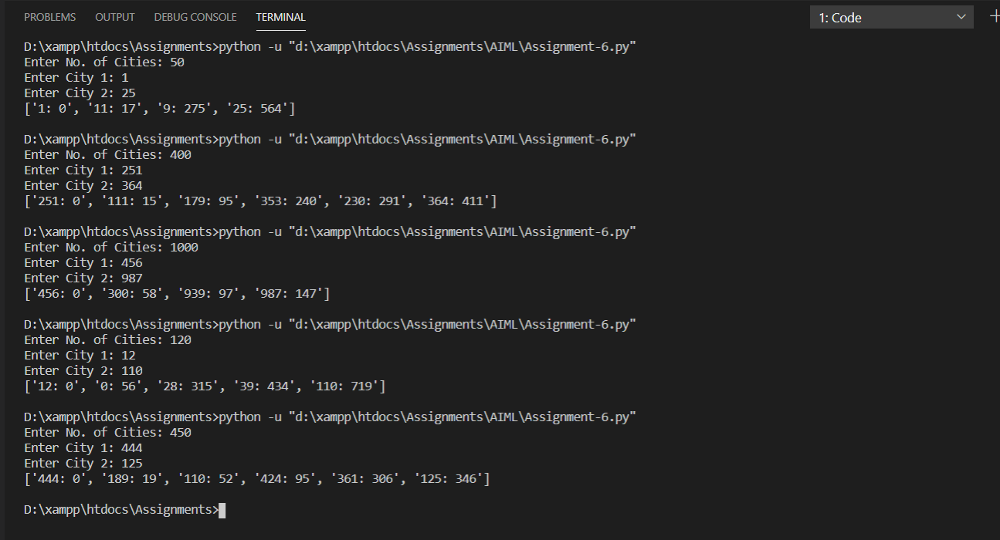 PROBLEMS OUTPUT DEBUG CONSOLE TERMINAL 1: Code
D:\xampp\htdocs\Assignments>python -u "d:\xampp\htdocs\Assignments\AIML\Assignment-6.py"
Enter No. of Cities: 50
Enter City 1: 1
Enter City 2: 25
['1: 0', '11: 17', '9: 275', '25: 564']
D:\xampp\htdocs\Assignments>python -u "d:\xampp\htdocs\Assignments\AIML\Assignment-6.py"
Enter No. of Cities: 400
Enter City 1: 251
Enter City 2: 364
['251: 0', '111: 15', '179: 95', '353: 240', '230: 291', '364: 411']
D:\xampp\htdocs\Assignments>python -u "d:\xampp\htdocs\Assignments\AIML\Assignment-6.py"
Enter No. of Cities: 1000
Enter City 1: 456
Enter City 2: 987
['456: 0', '300: 58', '939: 97', '987: 147']
D:\xampp\htdocs\Assignments>python -u "d:\xampp\htdocs\Assignments\AIML\Assignment-6.py"
Enter No. of Cities: 120
Enter City 1: 12
Enter City 2: 110
['12: 0', '0: 56', '28: 315', '39: 434', '110: 719']
D:\xampp\htdocs\Assignments>python -u "d:\xampp\htdocs\Assignments\AIML\Assignment-6.py"
Enter No. of Cities: 450
Enter City 1: 444
Enter City 2: 125
['444: 0', '189: 19', '110: 52', '424: 95', '361: 306', '125: 346']
D:\xampp\htdocs\Assignments>